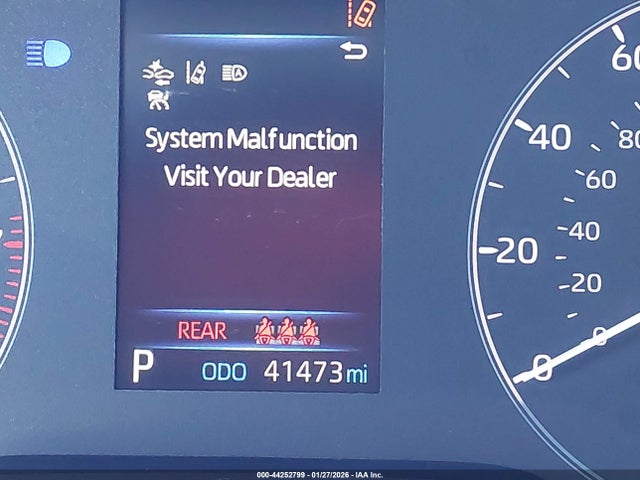 System Malfunction
Visit Your Dealer
REAR
P ODO 41473 mi
60
40
20
0
80
60
40
20
0
000-44252799 - 01/27/2026 - IAA Inc.